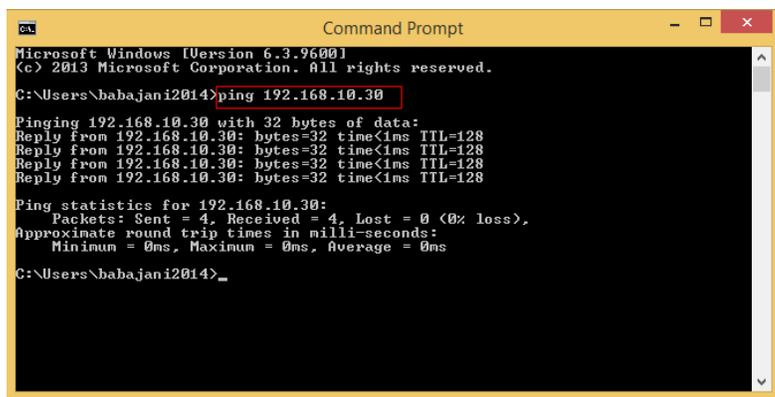 C:\.
Command Prompt
Microsoft Windows [Version 6.3.9600]
(c) 2013 Microsoft Corporation. All rights reserved.
C:\Users\babajani2014>ping 192.168.10.30
Pinging 192.168.10.30 with 32 bytes of data:
Reply from 192.168.10.30: bytes=32 time<1ms TTL=128
Reply from 192.168.10.30: bytes=32 time<1ms TTL=128
Reply from 192.168.10.30: bytes=32 time<1ms TTL=128
Reply from 192.168.10.30: bytes=32 time<1ms TTL=128
Ping statistics for 192.168.10.30:
Packets: Sent = 4, Received = 4, Lost = 0 (0% loss),
Approximate round trip times in milli-seconds:
Minimum = 0ms, Maximum = 0ms, Average = 0ms
C:\Users\babajani2014>_